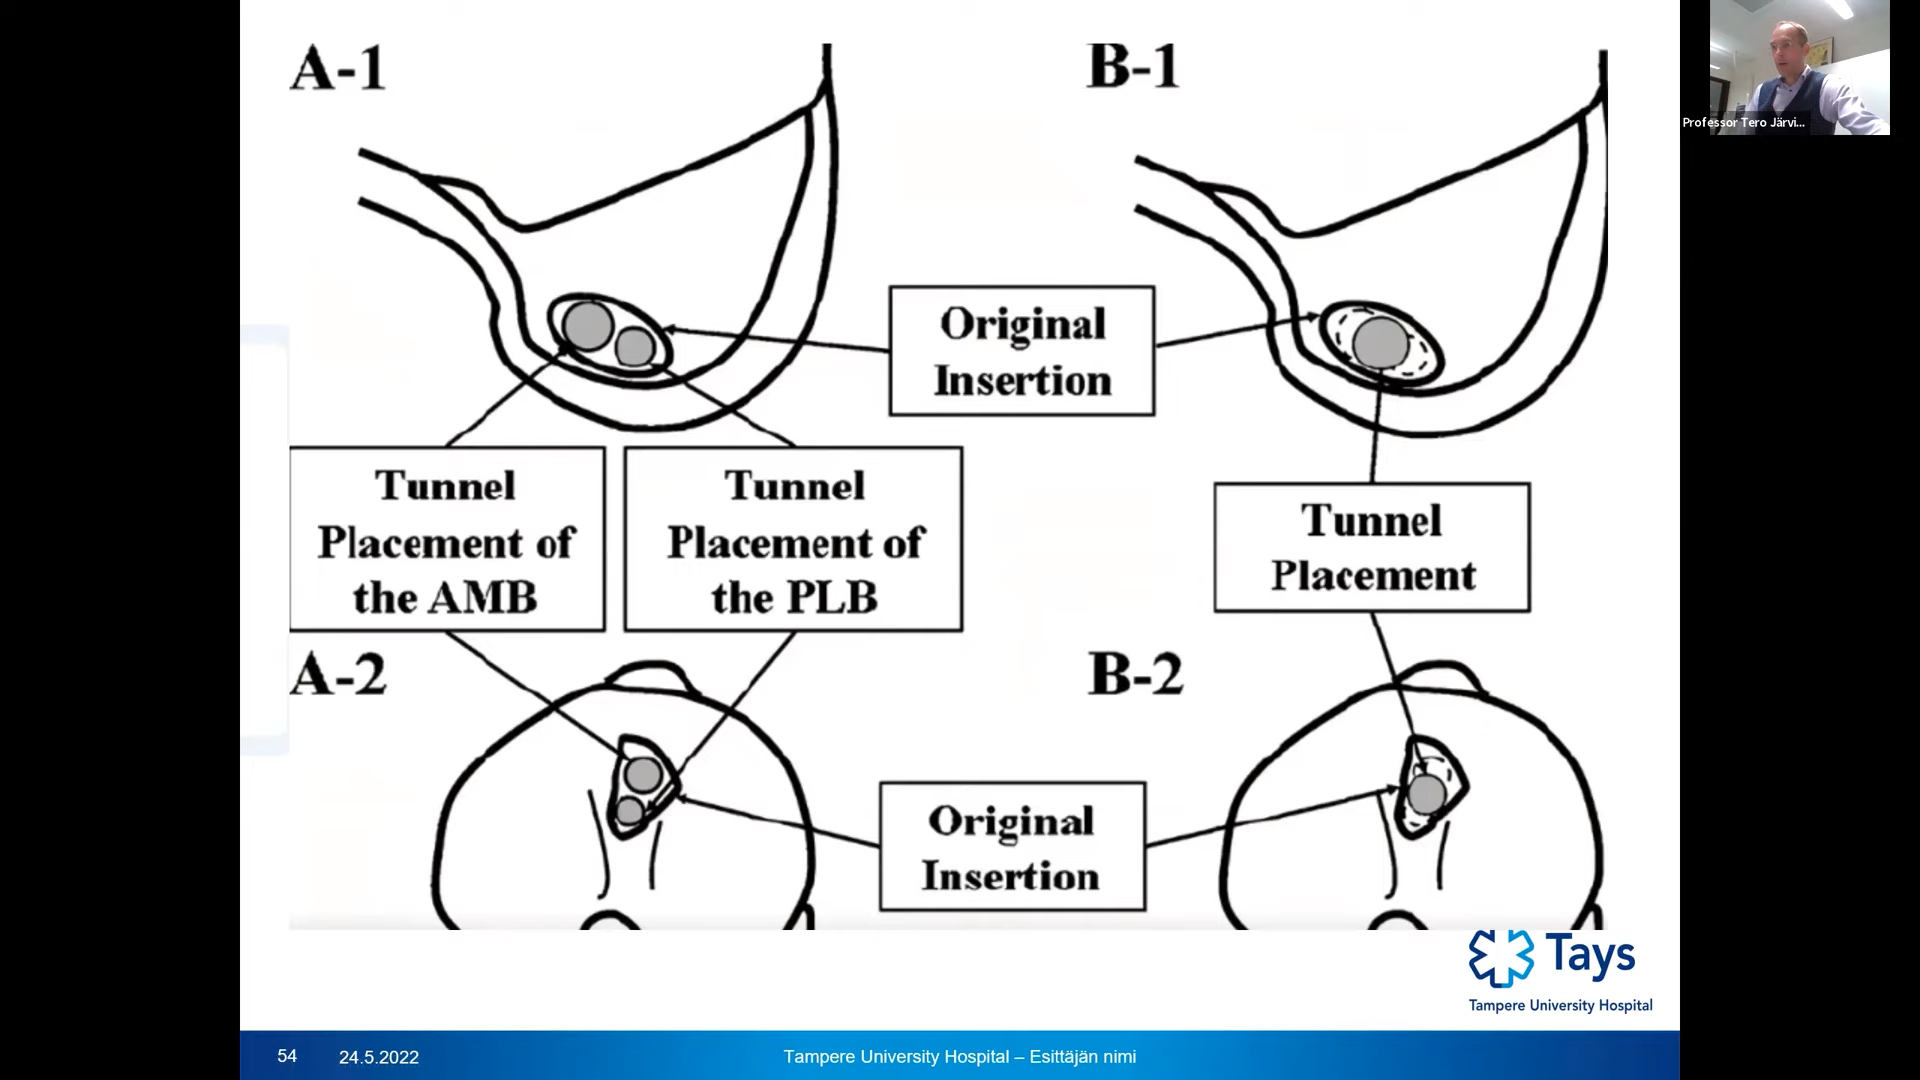 A-1
B-1
Professor Tero Järvi...
Original
Insertion
Tunnel
Placement of
the AMB
Tunnel
Placement of
the PLB
Tunnel
Placement
A-2
B-2
Original
Insertion
Tays
Tampere University Hospital
54
24.5.2022
Tampere University Hospital – Esittäjän nimi